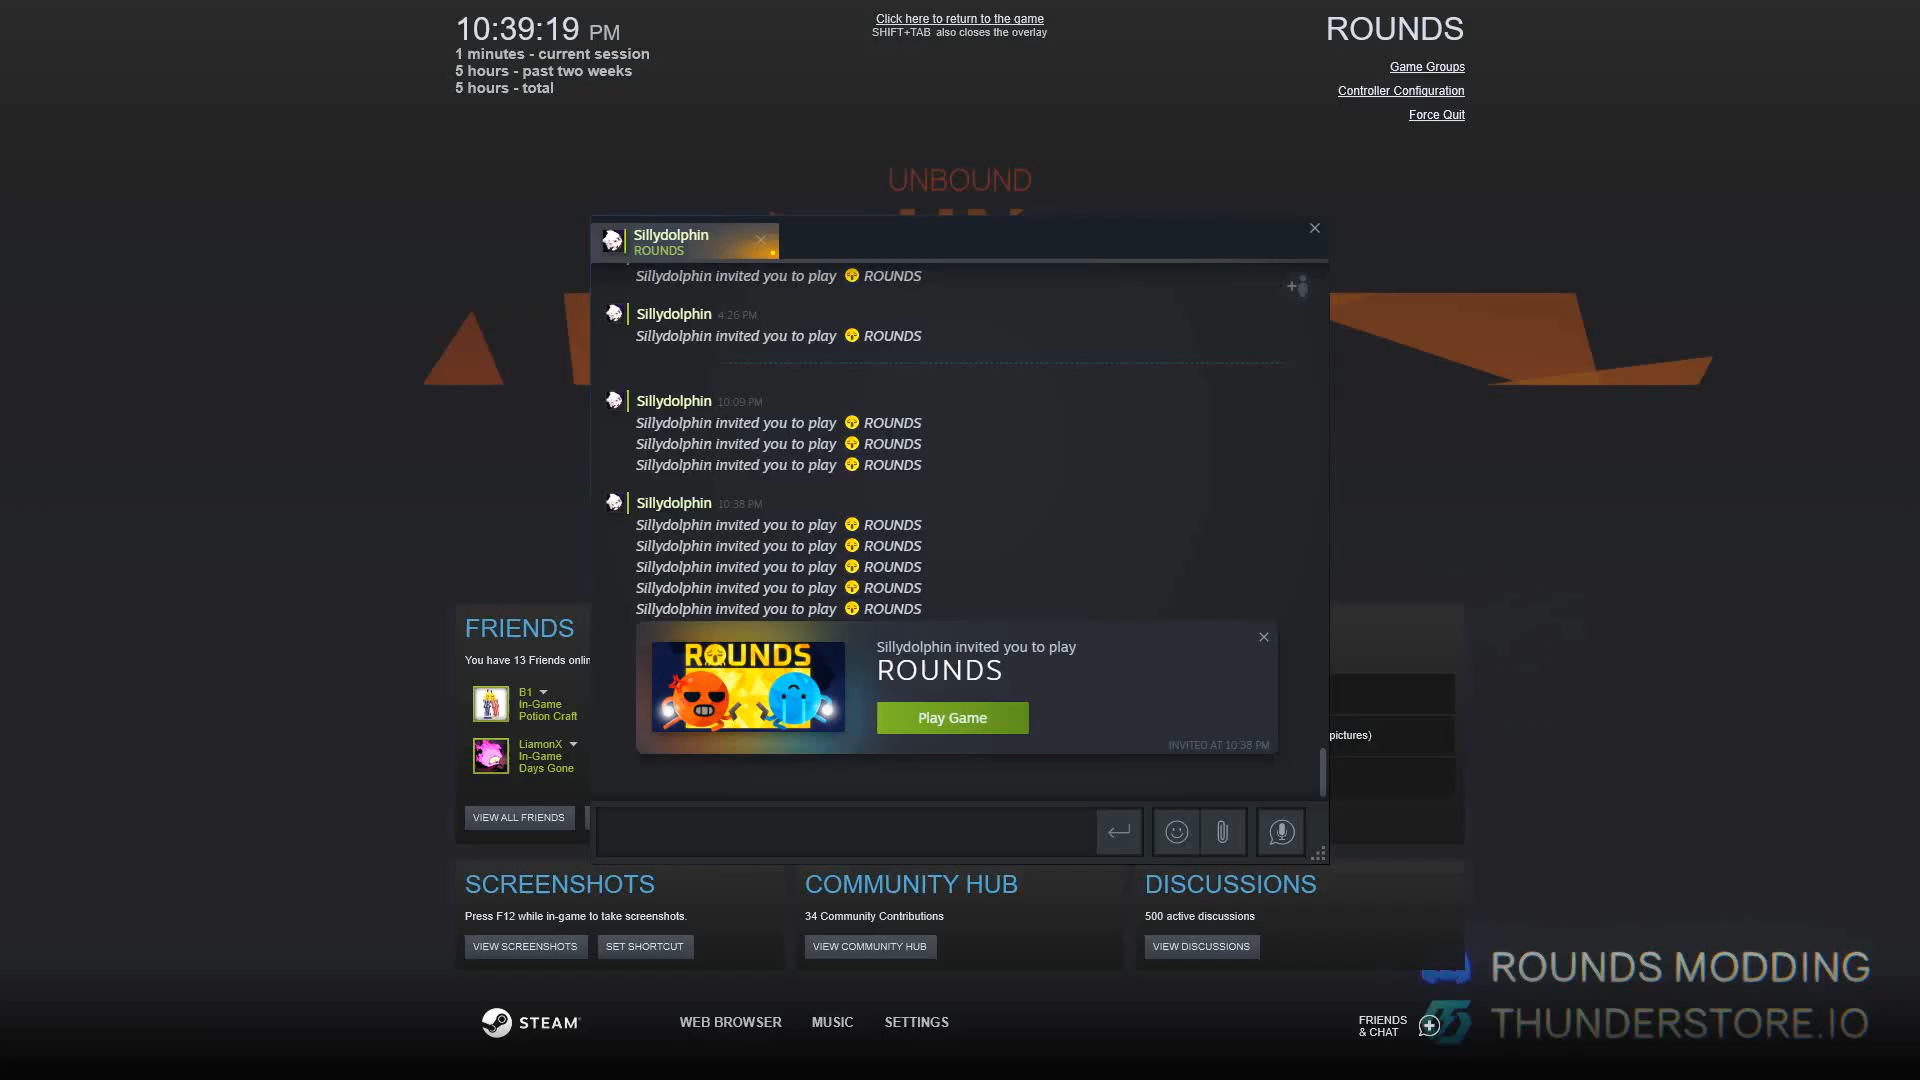 10:39:19 PM
1 minutes - current session
5 hours - past two weeks
5 hours - total
Click here to return to the game
SHIFT+TAB also closes the overlay
ROUNDS
Game Groups
Controller Configuration
Force Quit
UNBOUND
Sillydolphin
ROUNDS
Sillydolphin invited you to play ROUNDS
Sillydolphin 4:26 PM
Sillydolphin invited you to play ROUNDS
Sillydolphin 10:09 PM
Sillydolphin invited you to play ROUNDS
Sillydolphin invited you to play ROUNDS
Sillydolphin invited you to play ROUNDS
Sillydolphin 10:38 PM
Sillydolphin invited you to play ROUNDS
Sillydolphin invited you to play ROUNDS
Sillydolphin invited you to play ROUNDS
Sillydolphin invited you to play ROUNDS
Sillydolphin invited you to play ROUNDS
ROUNDS
Sillydolphin invited you to play
ROUNDS
Play Game
INVITED AT 10:38 PM
FRIENDS
You have 13 Friends onlin
B1
In-Game
Potion Craft
LiamonX
In-Game
Days Gone
VIEW ALL FRIENDS
pictures)
SCREENSHOTS
Press F12 while in-game to take screenshots.
VIEW SCREENSHOTS
SET SHORTCUT
COMMUNITY HUB
34 Community Contributions
VIEW COMMUNITY HUB
DISCUSSIONS
500 active discussions
VIEW DISCUSSIONS
ROUNDS MODDING
THUNDERSTORE.IO
STEAM
WEB BROWSER
MUSIC
SETTINGS
FRIENDS
& CHAT